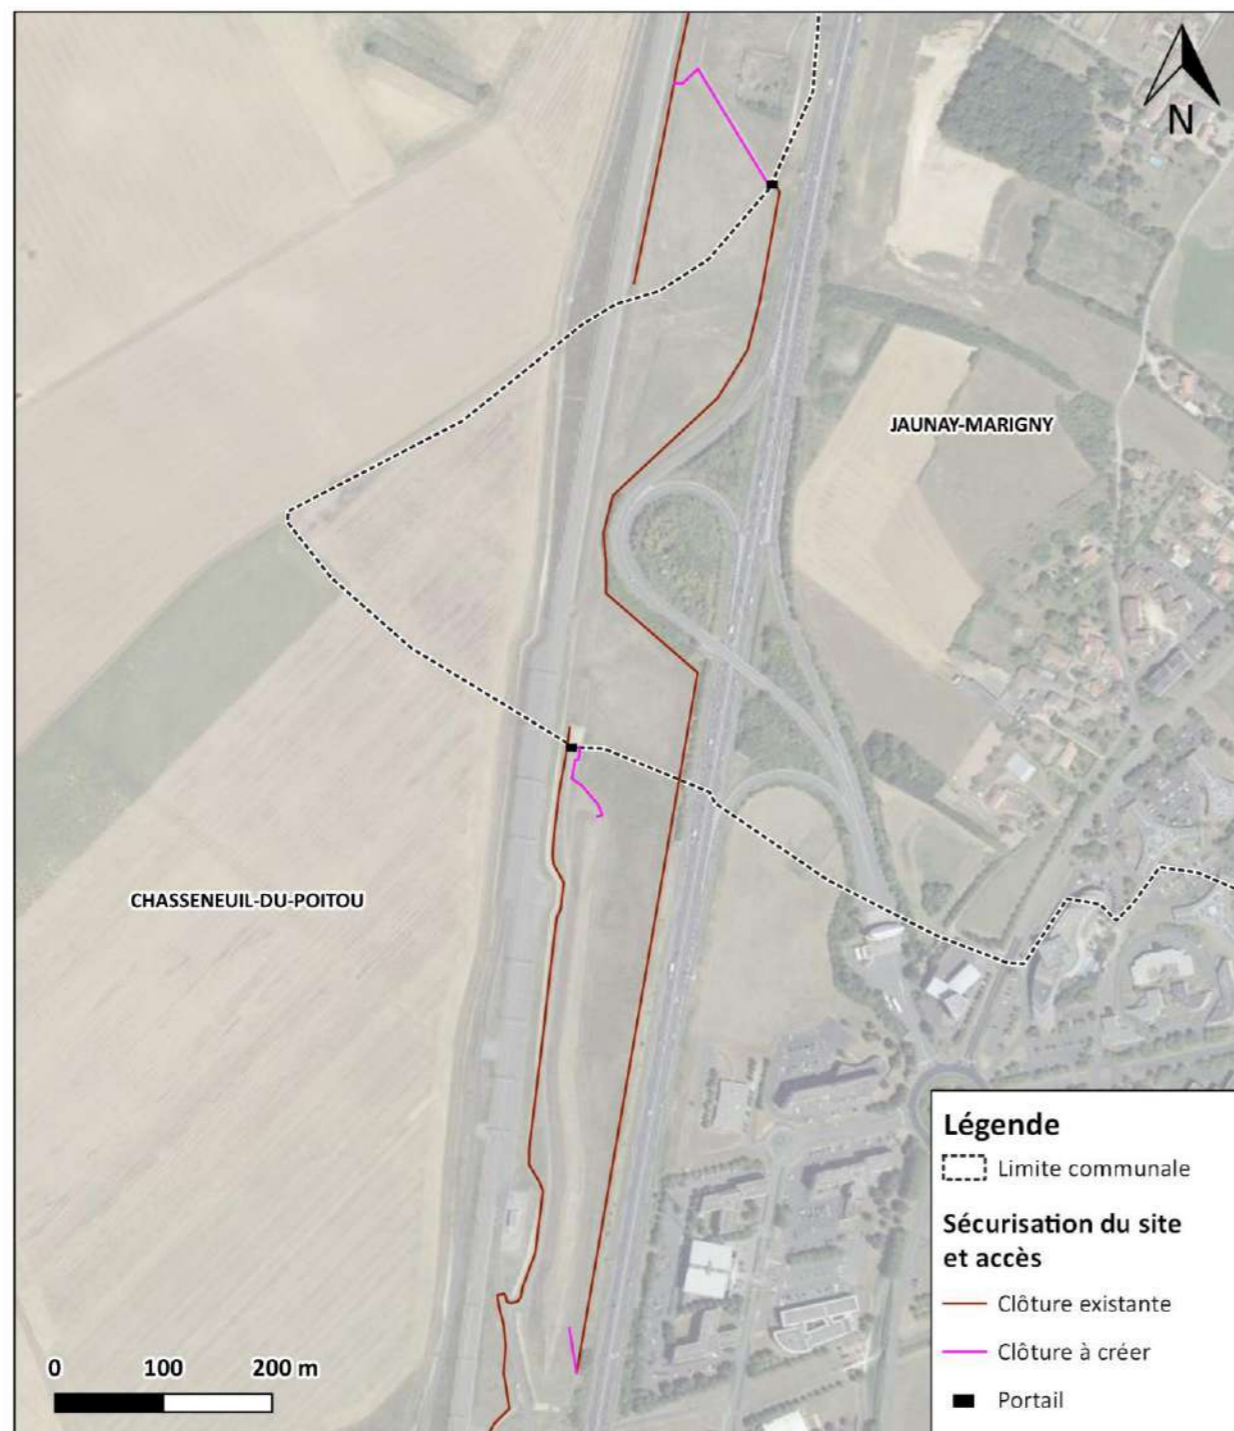 N
JAUNAY-MARIGNY
CHASSENEUIL-DU-POITOU
Légende
Limite communale
Sécurisation du site
et accès
Clôture existante
Clôture à créer
Portail
0 100 200 m